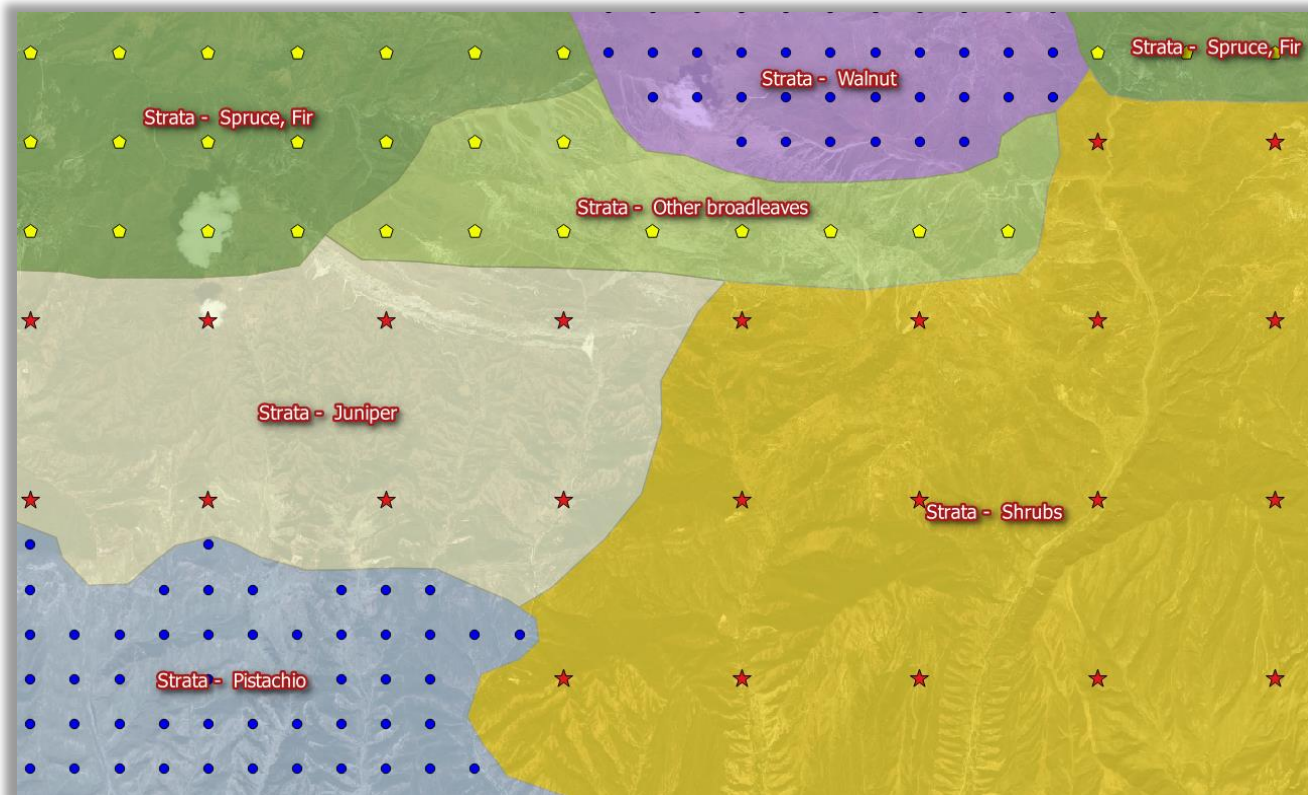 Strata - Spruce, Fir
Strata - Walnut
Strata - Spruce, Fir
Strata - Other broadleaves
Strata - Juniper
Strata - Shrubs
Strata - Pistachio